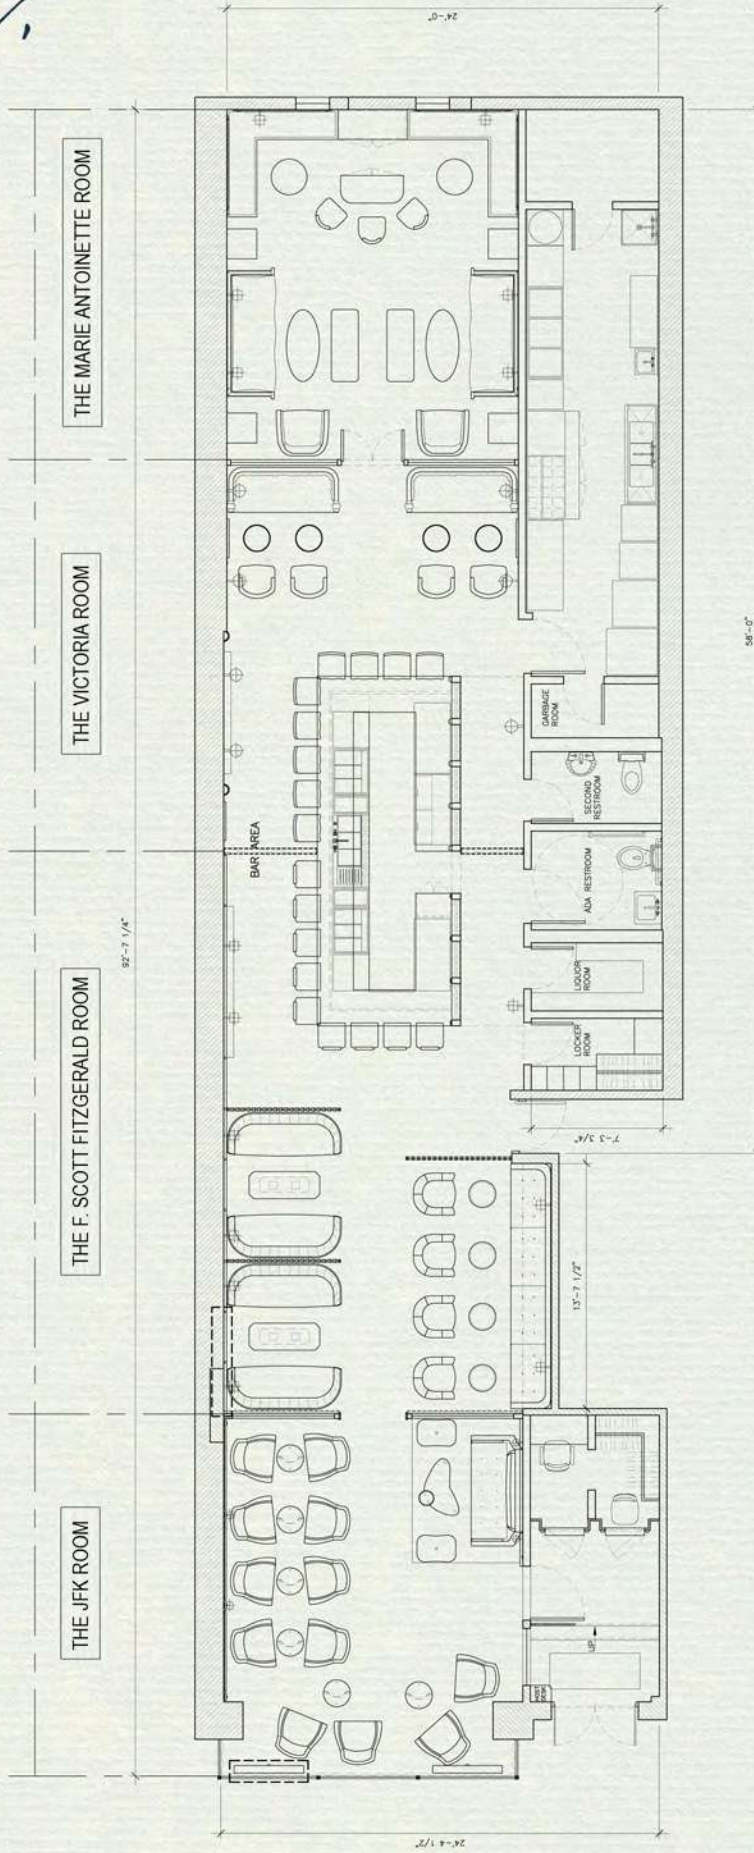 24'-0"
THE MARIE ANTOINETTE ROOM
THE VICTORIA ROOM
58'-0"
GARBAGE
ROOM
SECOND
RESTROOM
BAR AREA
ADA RESTROOM
92'-7 1/4"
LIQUOR
ROOM
THE F. SCOTT FITZGERALD ROOM
LOCKER
ROOM
7'-3 3/4"
13'-7 1/2"
THE JFK ROOM
UP
HOST
DESK
24'-4 1/2"